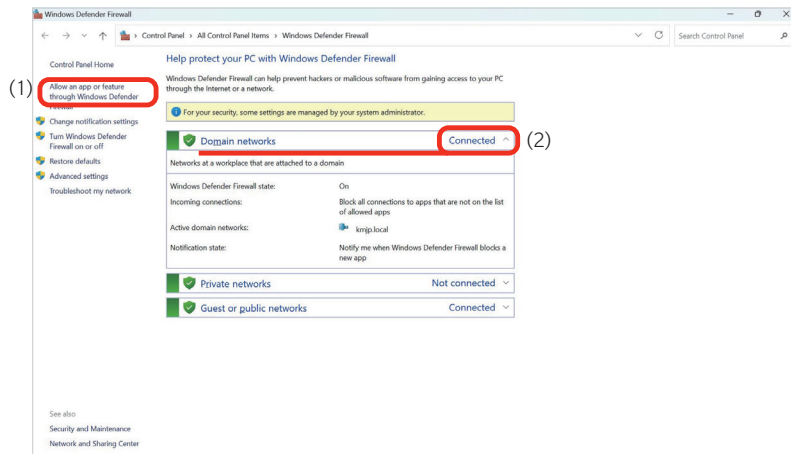 Windows Defender Firewall
Control Panel > All Control Panel Items > Windows Defender Firewall
Search Control Panel
Control Panel Home
(1)
Allow an app or feature
through Windows Defender
Firewall
Change notification settings
Turn Windows Defender
Firewall on or off
Restore defaults
Advanced settings
Troubleshoot my network
Help protect your PC with Windows Defender Firewall
Windows Defender Firewall can help prevent hackers or malicious software from gaining access to your PC
through the Internet or a network.
For your security, some settings are managed by your system administrator.
Domain networks Connected
(2)
Networks at a workplace that are attached to a domain
Windows Defender Firewall state: On
Incoming connections: Block all connections to apps that are not on the list
of allowed apps
Active domain networks: kmjp.local
Notification state: Notify me when Windows Defender Firewall blocks a
new app
Private networks Not connected
Guest or public networks Connected
See also
Security and Maintenance
Network and Sharing Center